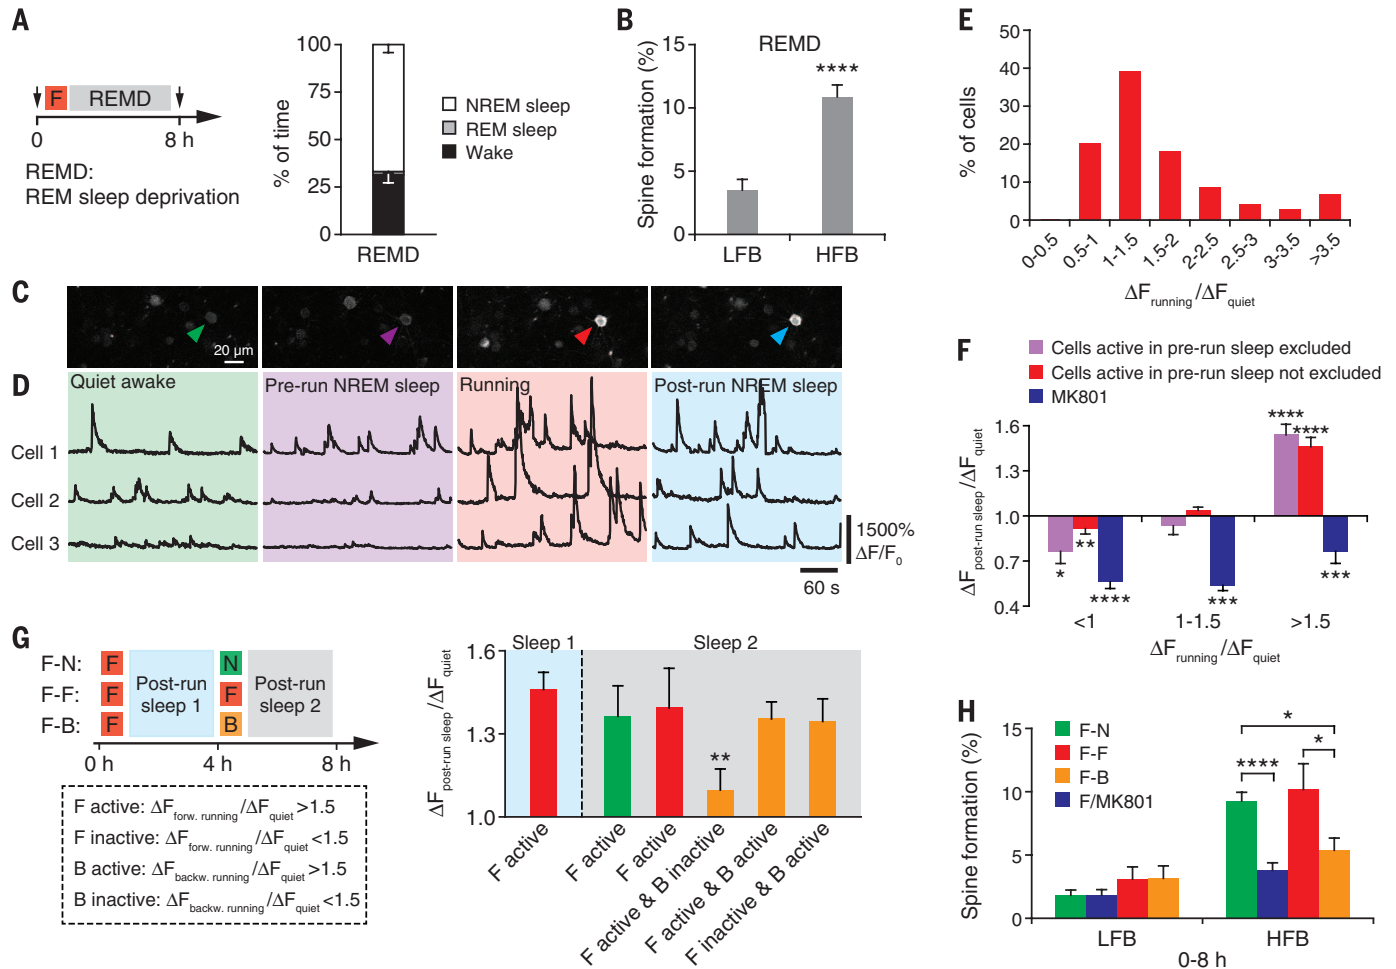 A
F
REMD
0
8 h
REMD:
REM sleep deprivation
% of time
100
75
50
25
0
REMD
NREM sleep
REM sleep
Wake
B
REMD
Spine formation (%)
15
10
5
0
****
LFB
HFB
C
20 µm
D
Quiet awake
Pre-run NREM sleep
Running
Post-run NREM sleep
Cell 1
Cell 2
Cell 3
1500%
ΔF/F0
60 s
E
% of cells
50
40
30
20
10
0
0-0.5
0.5-1
1-1.5
1.5-2
2-2.5
2.5-3
3-3.5
>3.5
ΔFrunning/ΔFquiet
F
Cells active in pre-run sleep excluded
Cells active in pre-run sleep not excluded
MK801
ΔFpost-run sleep/ΔFquiet
1.6
1.3
1.0
0.7
0.4
*
**
****
***
****
****
***
<1
1-1.5
>1.5
ΔFrunning/ΔFquiet
G
F-N:
F
Post-run
sleep 1
N
Post-run
sleep 2
F-F:
F
F
F-B:
F
B
0 h
4 h
8 h
F active: ΔFforw. running/ΔFquiet >1.5
F inactive: ΔFforw. running/ΔFquiet <1.5
B active: ΔFbackw. running/ΔFquiet >1.5
B inactive: ΔFbackw. running/ΔFquiet <1.5
ΔFpost-run sleep/ΔFquiet
1.6
1.3
1.0
Sleep 1
Sleep 2
**
F active
F active
F active
F active & B inactive
F active & B active
F inactive & B active
H
Spine formation (%)
15
10
5
0
F-N
F-F
F-B
F/MK801
*
*
****
LFB
HFB
0-8 h